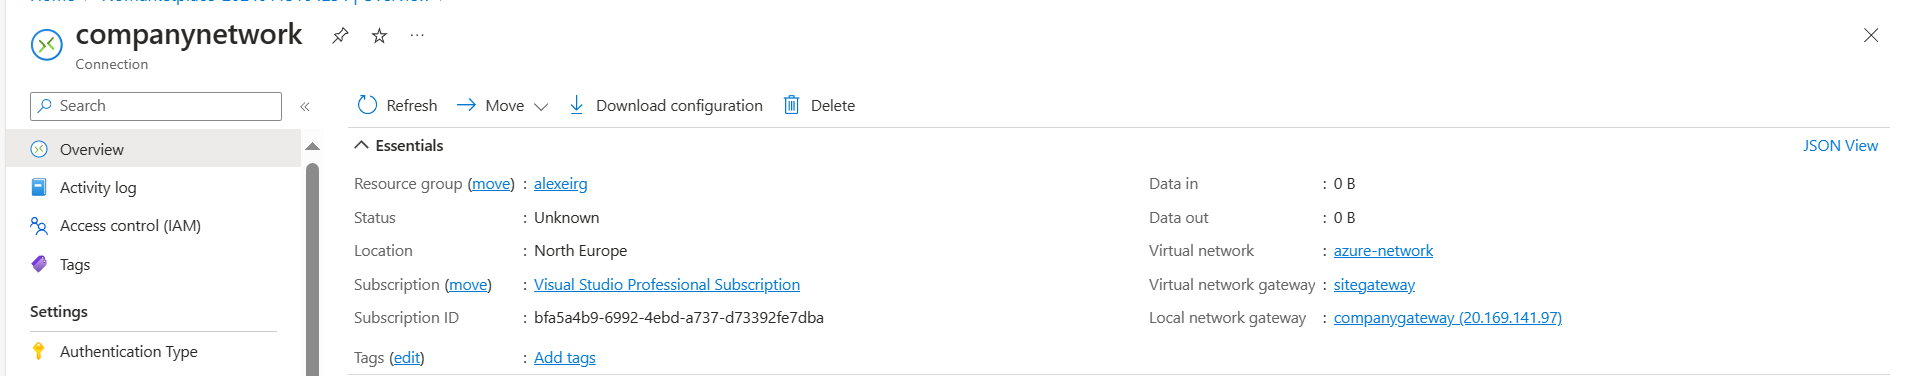 companynetwork
Connection
Search
Refresh Move Download configuration Delete
Overview
Activity log
Access control (IAM)
Tags
Settings
Authentication Type
Essentials
JSON View
Resource group (move) : alexeirg
Status : Unknown
Location : North Europe
Subscription (move) : Visual Studio Professional Subscription
Subscription ID : bfa5a4b9-6992-4ebd-a737-d73392fe7dba
Tags (edit) : Add tags
Data in : 0 B
Data out : 0 B
Virtual network : azure-network
Virtual network gateway : sitegateway
Local network gateway : companygateway (20.169.141.97)